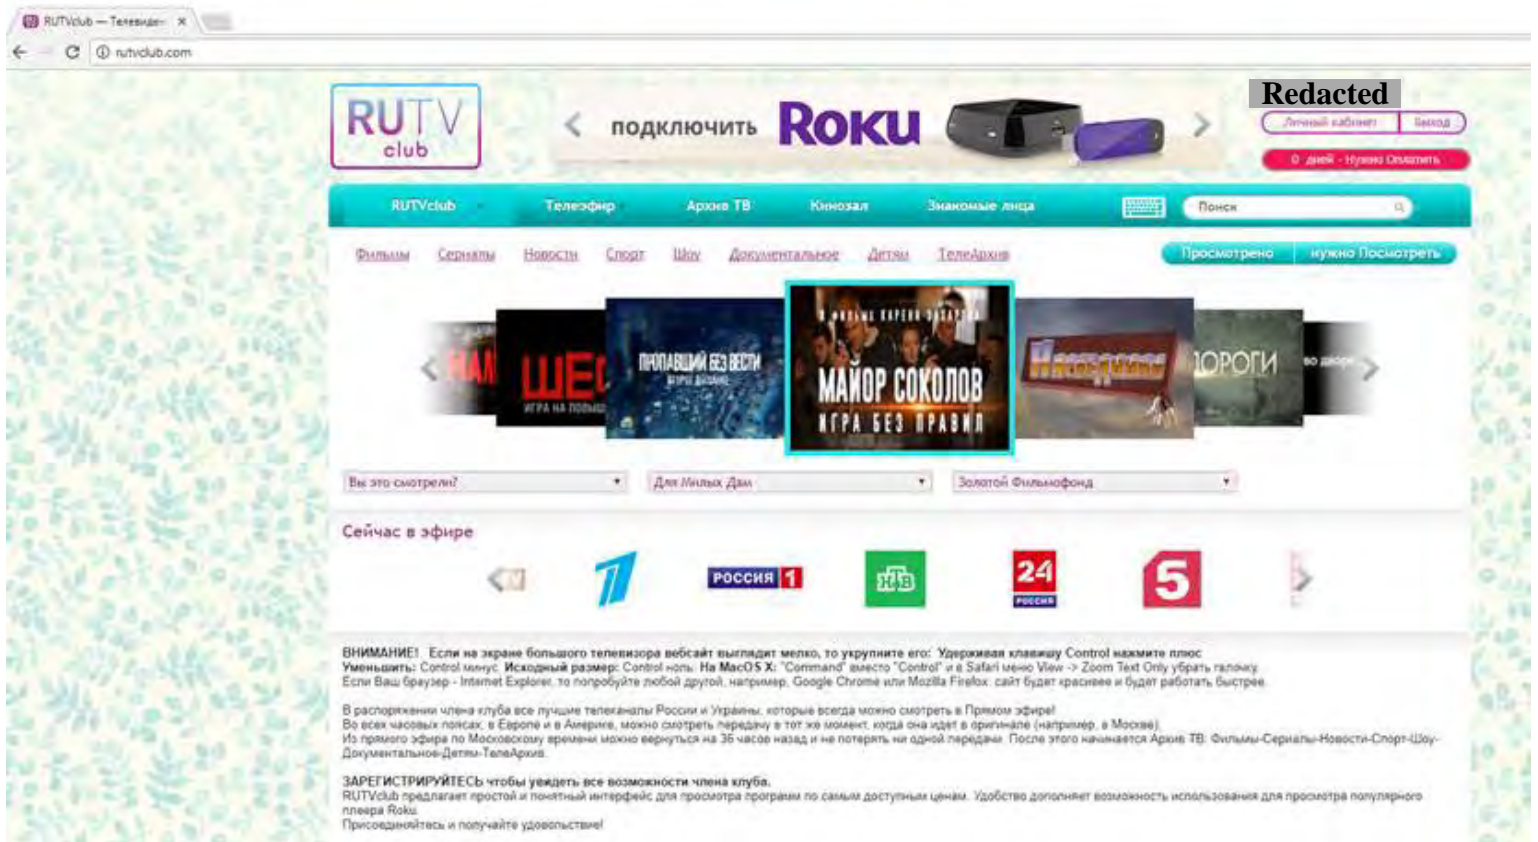 RUTVclub — Телевиде
rutvclub.com
RUTV
club
подключить Roku
Redacted
Личный кабинет Выход
0 дней - Нужно Оплатить
RUTVclub Телеэфир Архив ТВ Кинозал Знакомые лица Поиск
Фильмы Сериалы Новости Спорт Шоу Документальное Детям ТелеАрхив Просмотрено нужно Посмотреть
ШЕС
ИГРА НА ПОВЫШ
ПРОПАВШИЙ БЕЗ ВЕСТИ
ВТОРОЕ ДЫХАНИЕ
МАЙОР СОКОЛОВ
ИГРА БЕЗ ПРАВИЛ
ОРОГИ
Вы это смотрели? Для Милых Дам Золотой Фильмофонд
Сейчас в эфире
РОССИЯ 1
НТВ
24
РОССИЯ
5
ВНИМАНИЕ! Если на экране большого телевизора вебсайт выглядит мелко, то укрупните его: Удерживая клавишу Control нажмите плюс
Уменьшить: Control минус. Исходный размер: Control ноль. На MacOS X: "Command" вместо "Control" и в Safari меню View -> Zoom Text Only убрать галочку.
Если Ваш браузер - Internet Explorer, то попробуйте любой другой, например, Google Chrome или Mozilla Firefox. сайт будет красивее и будет работать быстрее.
В распоряжении члена клуба все лучшие телеканалы России и Украины, которые всегда можно смотреть в Прямом эфире!
Во всех часовых поясах, в Европе и в Америке, можно смотреть передачу в тот же момент, когда она идет в оригинале (например, в Москве).
Из прямого эфира по Московскому времени можно вернуться на 36 часов назад и не потерять ни одной передачи. После этого начинается Архив ТВ: Фильмы-Сериалы-Новости-Спорт-Шоу-
Документальное-Детям-ТелеАрхив.
ЗАРЕГИСТРИРУЙТЕСЬ чтобы увидеть все возможности члена клуба.
RUTVclub предлагает простой и понятный интерфейс для просмотра программ по самым доступным ценам. Удобство дополняет возможность использования для просмотра популярного
плеера Roku.
Присоединяйтесь и получайте удовольствие!